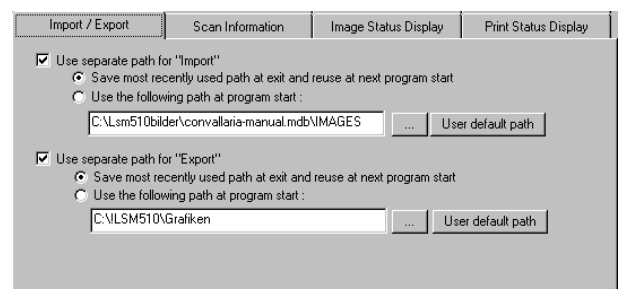 Import / Export
Scan Information
Image Status Display
Print Status Display
Use separate path for "Import"
Save most recently used path at exit and reuse at next program start
Use the following path at program start :
C:\Lsm510bilder\convallaria-manual.mdb\IMAGES
...
User default path
Use separate path for "Export"
Save most recently used path at exit and reuse at next program start
Use the following path at program start :
C:\ILSM510\Grafiken
...
User default path